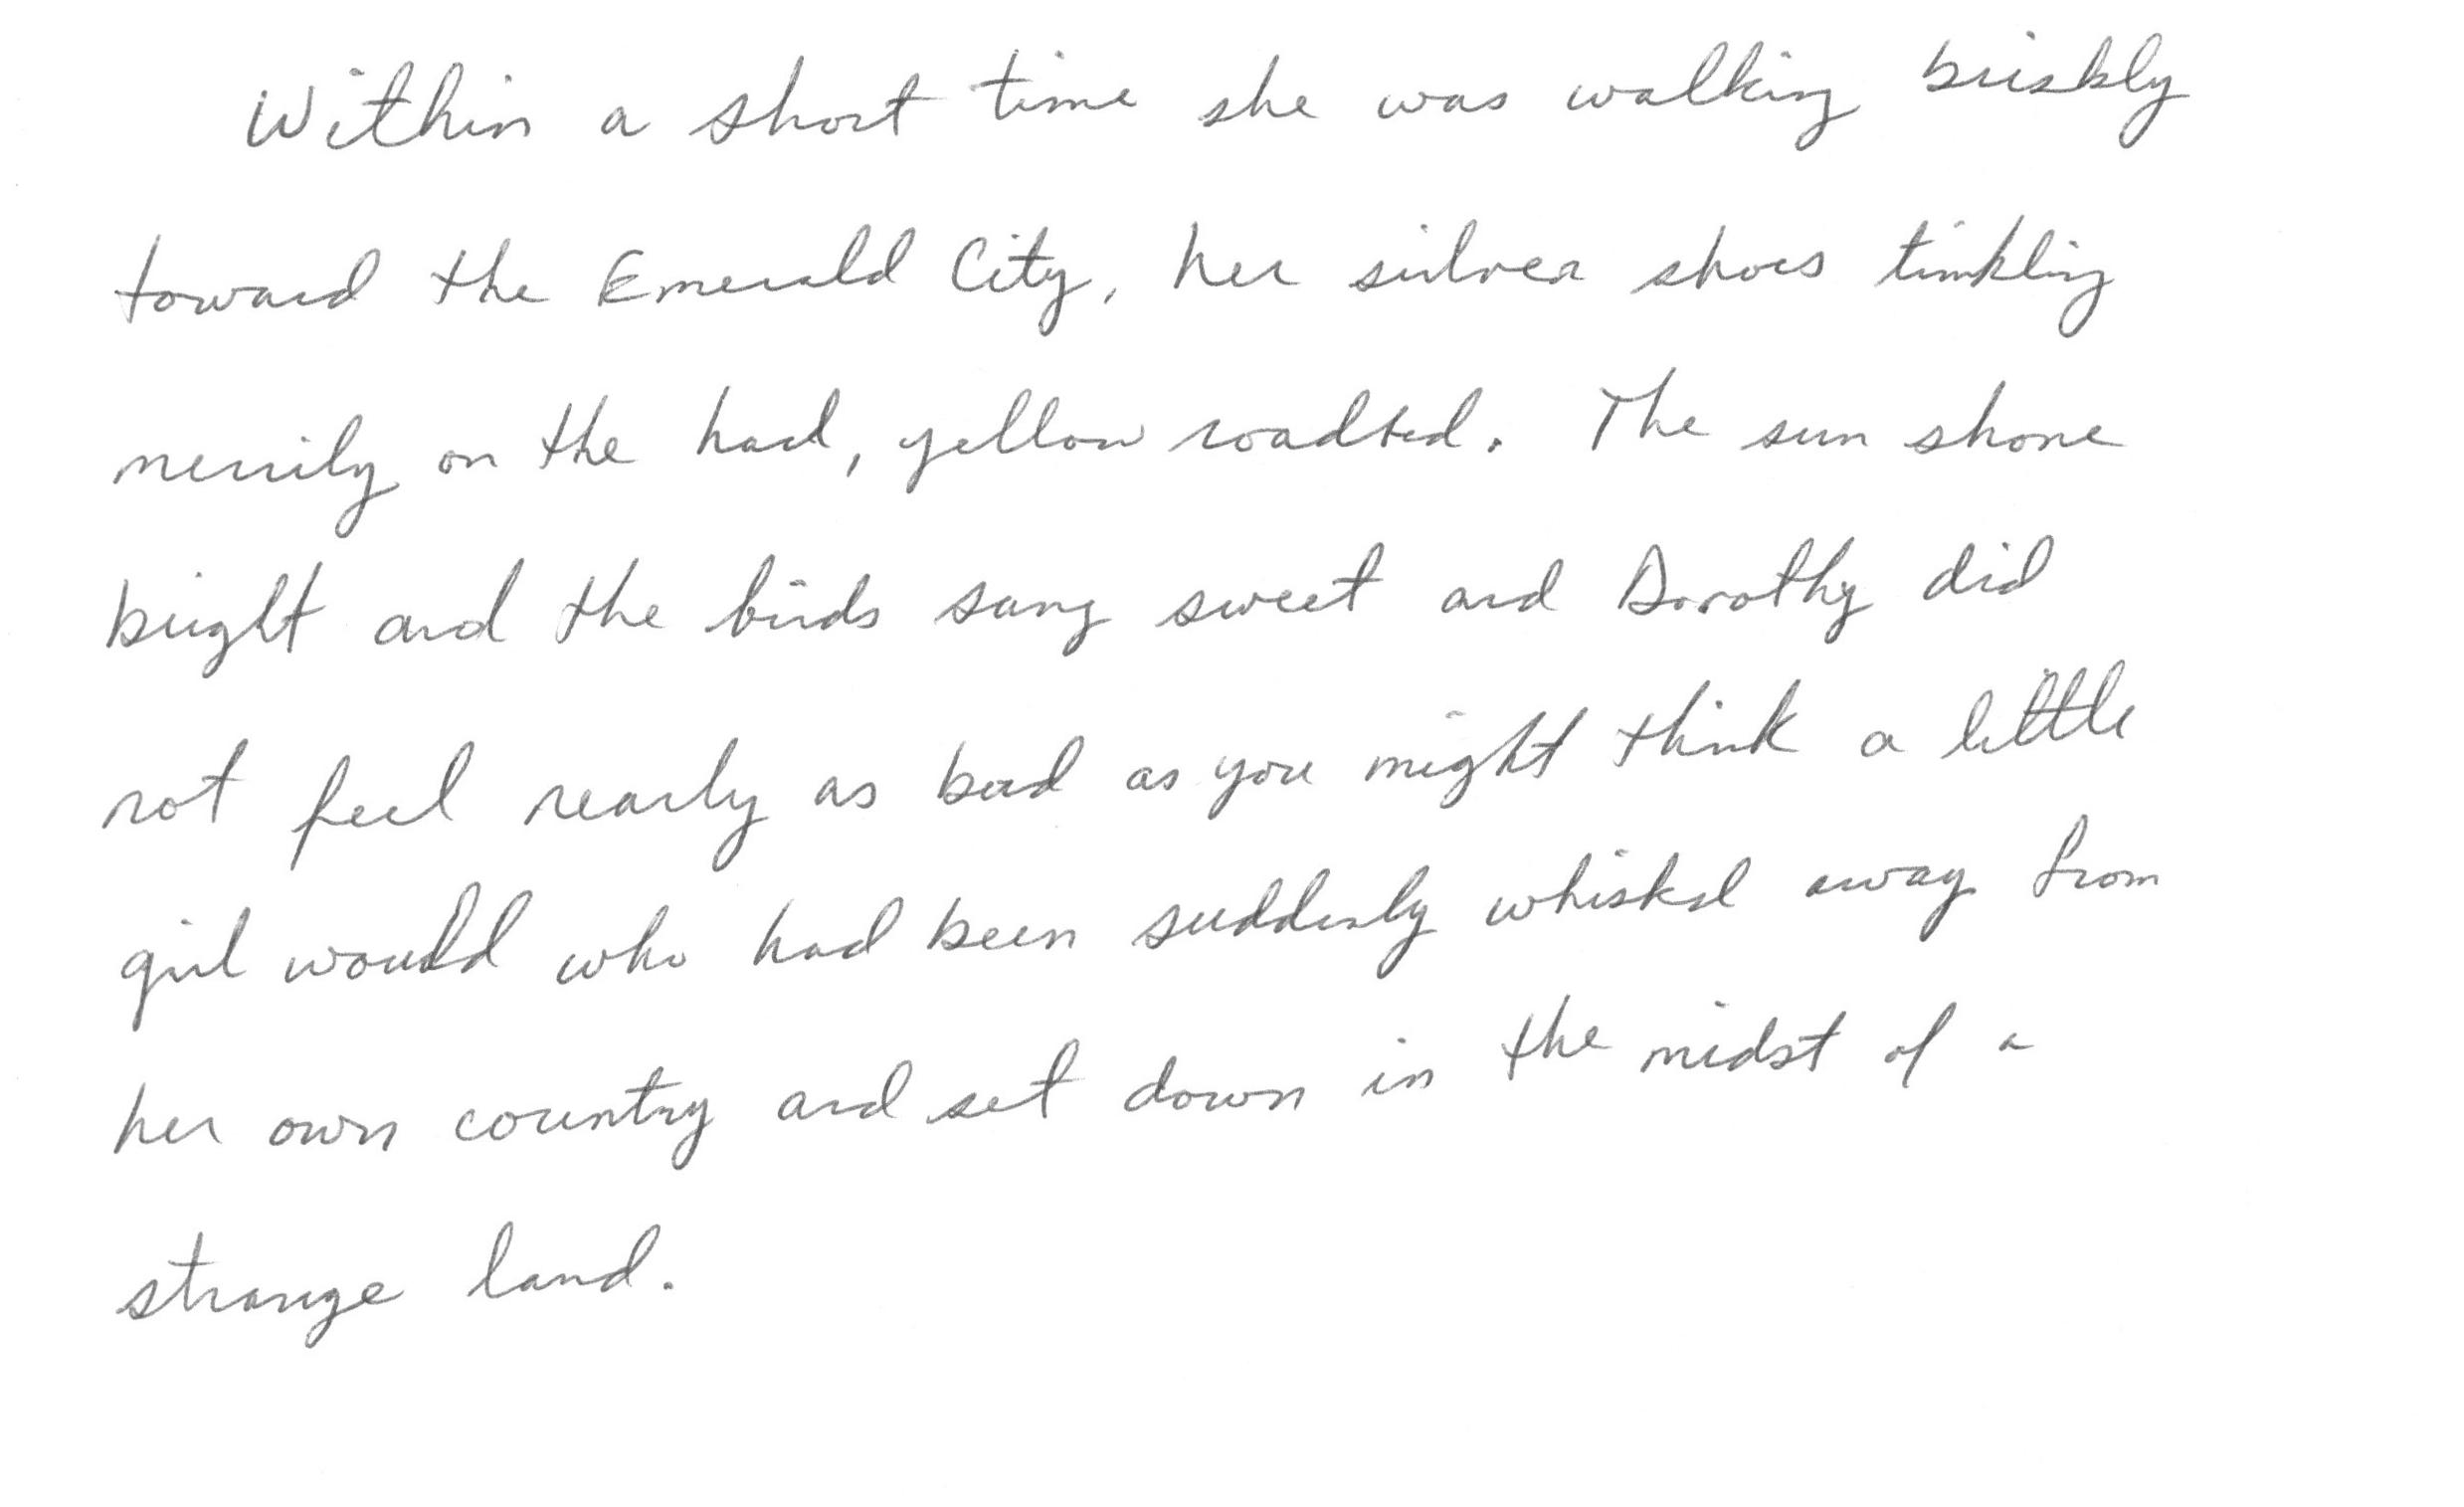 Within a short time she was walking briskly
toward the Emerald City, her silver shoes tinkling
merrily on the hard, yellow roadbed. The sun shone
bright and the birds sang sweet and Dorothy did
not feel nearly as bad as you might think a little
girl would who had been suddenly whisked away from
her own country and set down in the midst of a
strange land.